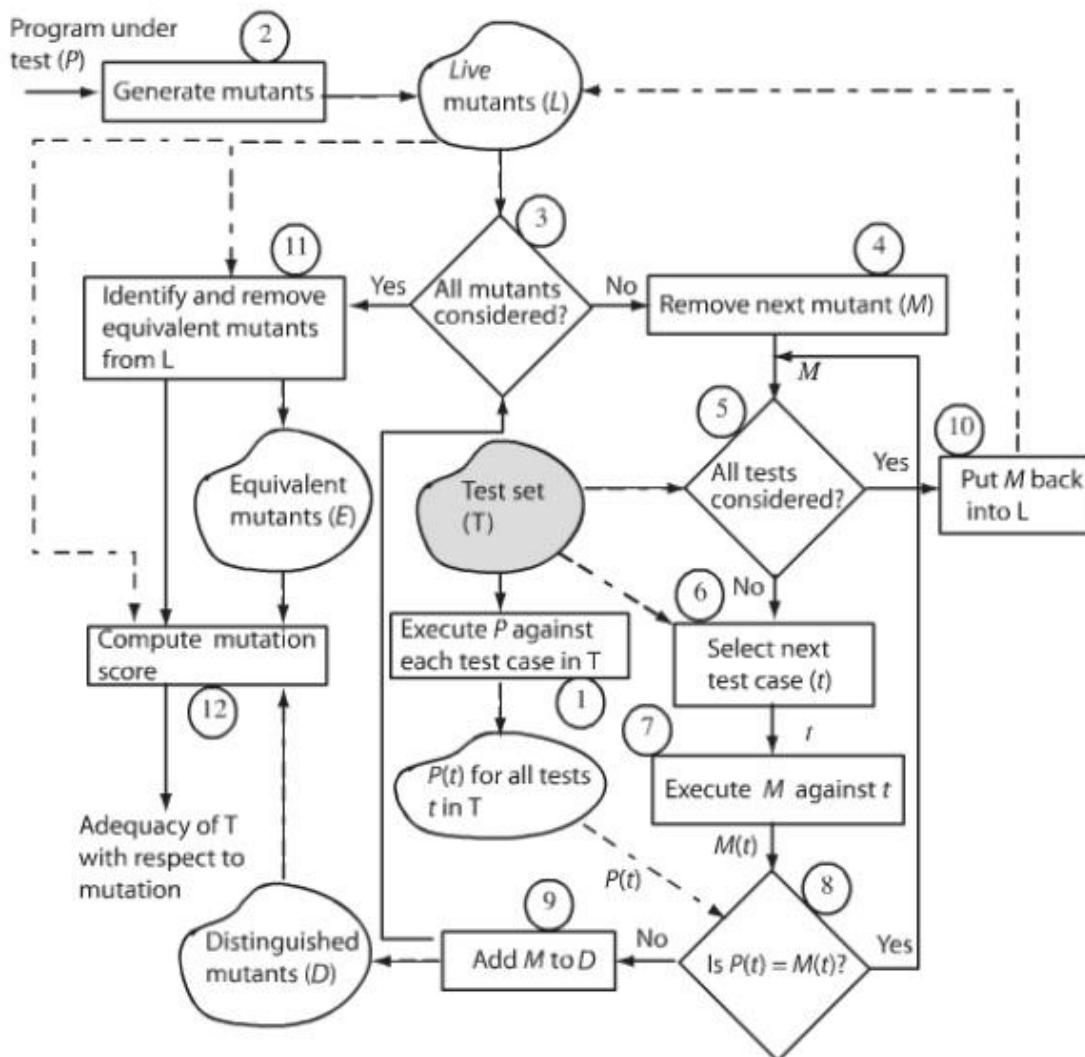 Program under
test (P)
2
Generate mutants
Live
mutants (L)
3
All mutants
considered?
Yes
No
11
Identify and remove
equivalent mutants
from L
4
Remove next mutant (M)
M
5
All tests
considered?
Yes
No
10
Put M back
into L
Equivalent
mutants (E)
Test set
(T)
6
Select next
test case (t)
t
Execute P against
each test case in T
1
Compute mutation
score
12
7
Execute M against t
M(t)
P(t) for all tests
t in T
P(t)
Adequacy of T
with respect to
mutation
8
Is P(t) = M(t)?
Yes
No
9
Add M to D
Distinguished
mutants (D)